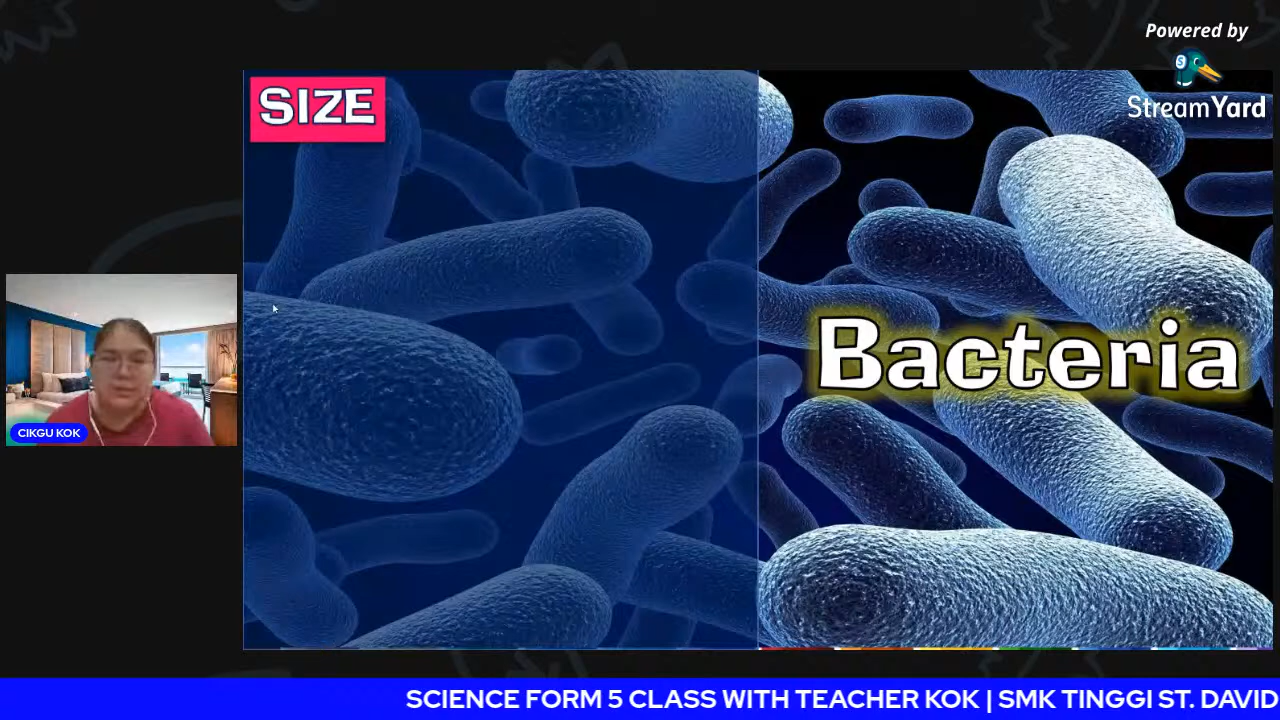 Powered by
StreamYard
SIZE
Bacteria
CIKGU KOK
SCIENCE FORM 5 CLASS WITH TEACHER KOK | SMK TINGGI ST. DAVID